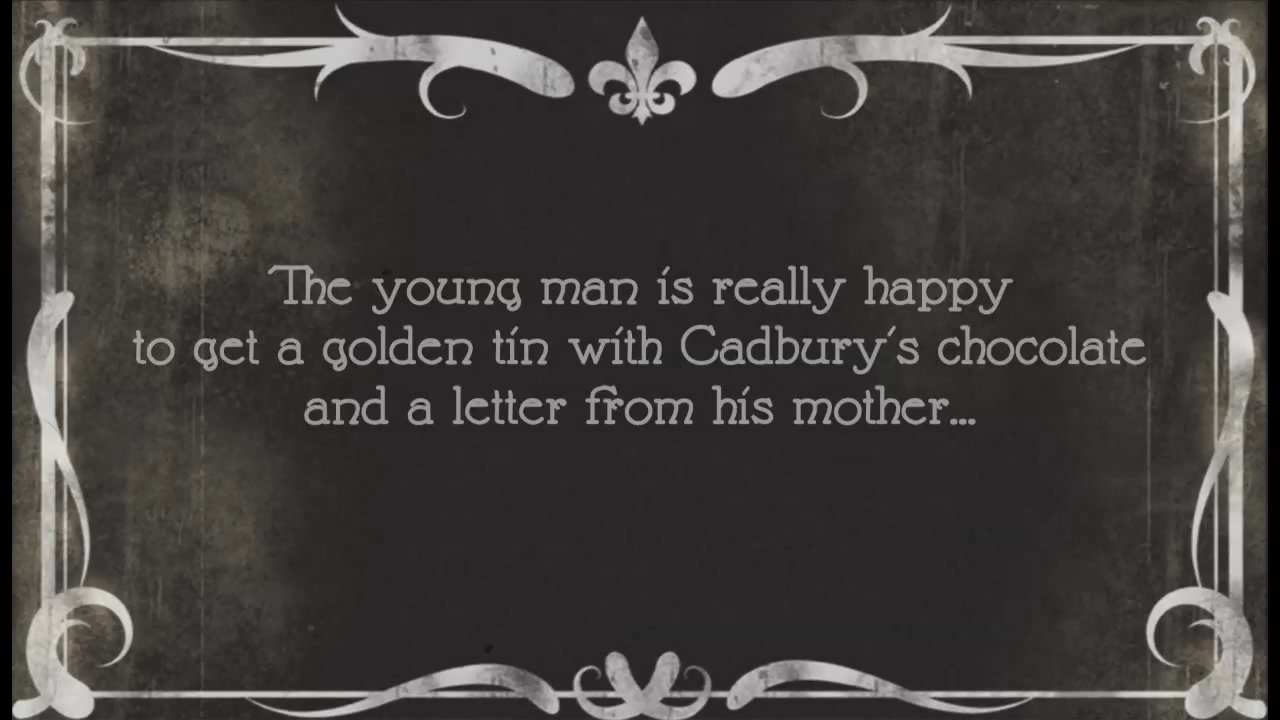 The young man is really happy
to get a golden tin with Cadbury's chocolate
and a letter from his mother...